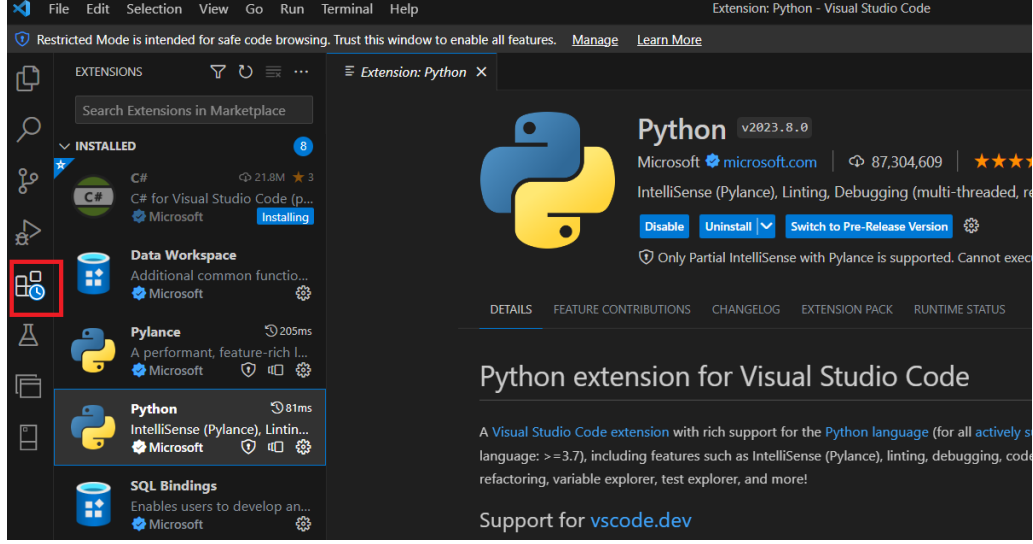 File Edit Selection View Go Run Terminal Help
Extension: Python - Visual Studio Code
Restricted Mode is intended for safe code browsing. Trust this window to enable all features. Manage Learn More
EXTENSIONS
Search Extensions in Marketplace
INSTALLED 8
C# 21.8M 3
C# for Visual Studio Code (p...
Microsoft Installing
C#
Data Workspace
Additional common functio...
Microsoft
Pylance 205ms
A performant, feature-rich l...
Microsoft
Python 81ms
IntelliSense (Pylance), Lintin...
Microsoft
SQL Bindings
Enables users to develop an...
Microsoft
Extension: Python
Python v2023.8.0
Microsoft microsoft.com 87,304,609
IntelliSense (Pylance), Linting, Debugging (multi-threaded, re
Disable Uninstall Switch to Pre-Release Version
Only Partial IntelliSense with Pylance is supported. Cannot execu
DETAILS FEATURE CONTRIBUTIONS CHANGELOG EXTENSION PACK RUNTIME STATUS
Python extension for Visual Studio Code
A Visual Studio Code extension with rich support for the Python language (for all actively su
language: >=3.7), including features such as IntelliSense (Pylance), linting, debugging, code
refactoring, variable explorer, test explorer, and more!
Support for vscode.dev